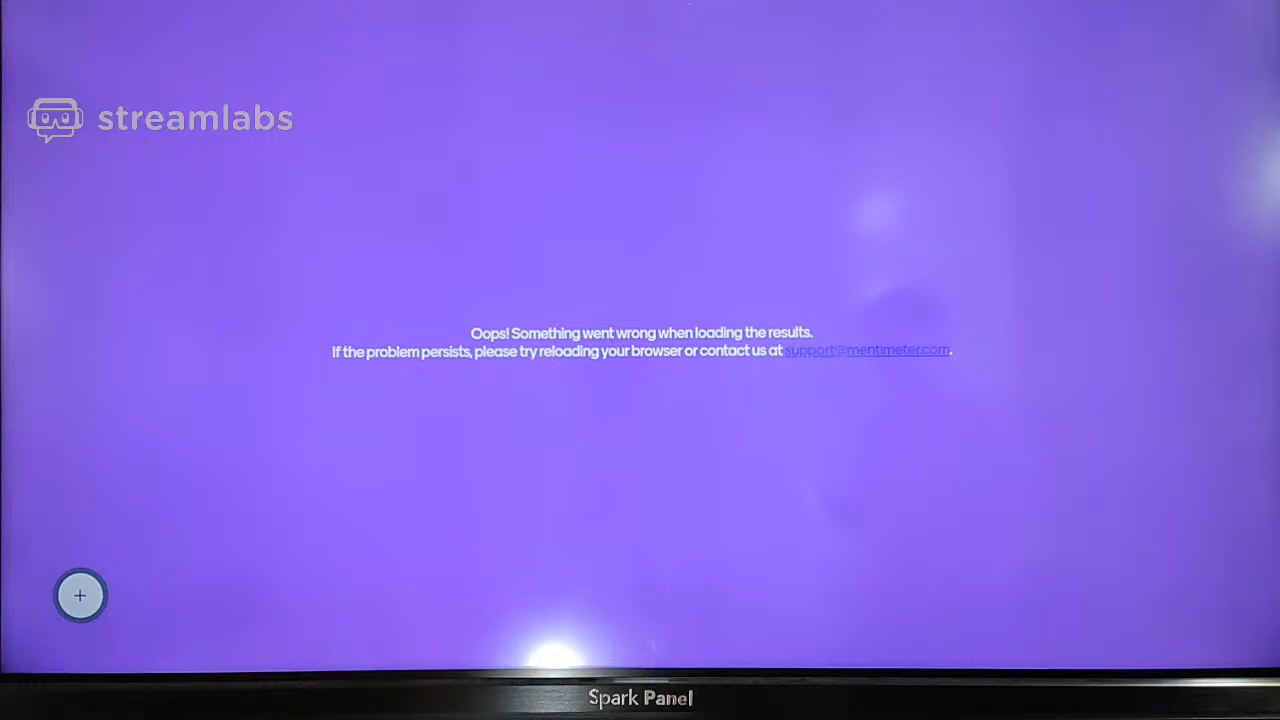 streamlabs
Oops! Something went wrong when loading the results.
If the problem persists, please try reloading your browser or contact us at support@mentimeter.com.
+
Spark Panel